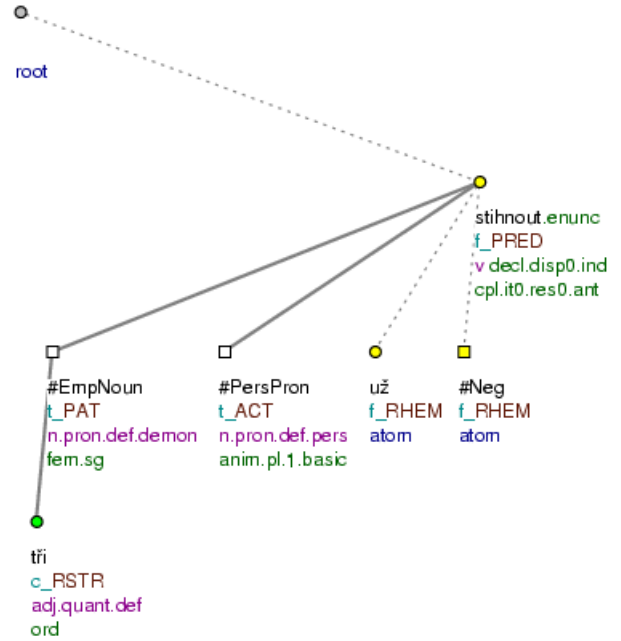 root
stihnout.enunc
f_PRED
v decl.disp0.ind
cpl.it0.res0.ant
#EmpNoun
t_PAT
n.pron.def.demon
fem.sg
#PersPron
t_ACT
n.pron.def.pers
anim.pl.1.basic
už
f_RHEM
atom
#Neg
f_RHEM
atom
tři
c_RSTR
adj.quant.def
ord